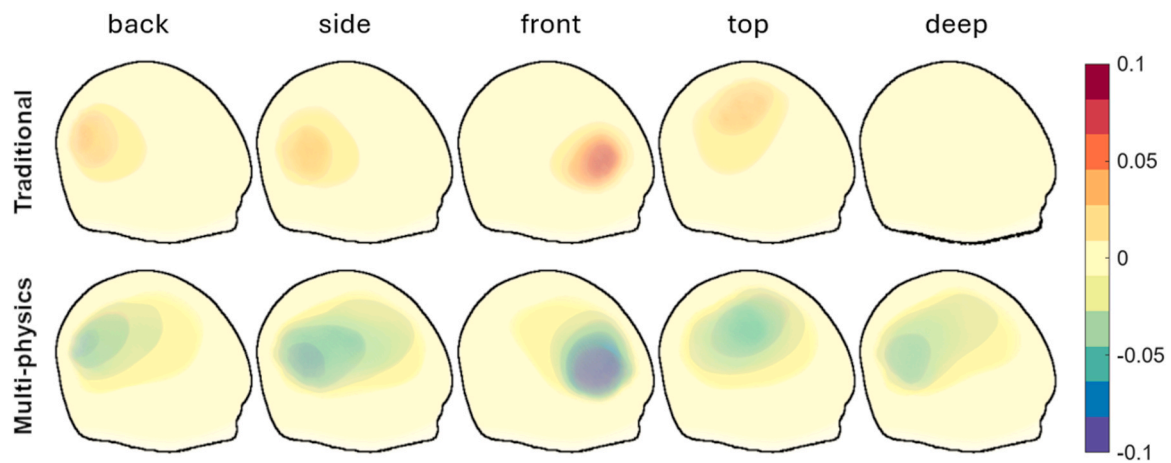 back side front top deep
Traditional
Multi-physics
0.1
0.05
0
-0.05
-0.1